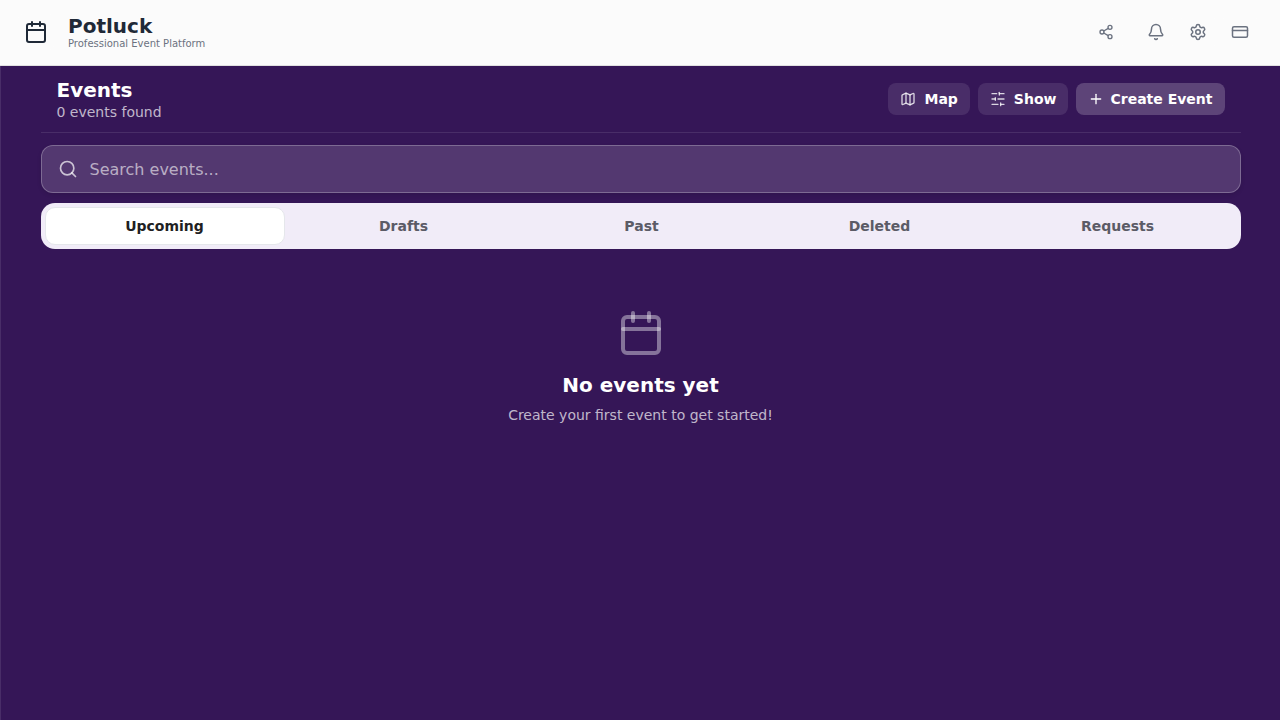 Potluck
Professional Event Platform
Events
0 events found
Map
Show
Create Event
Search events...
Upcoming
Drafts
Past
Deleted
Requests
No events yet
Create your first event to get started!